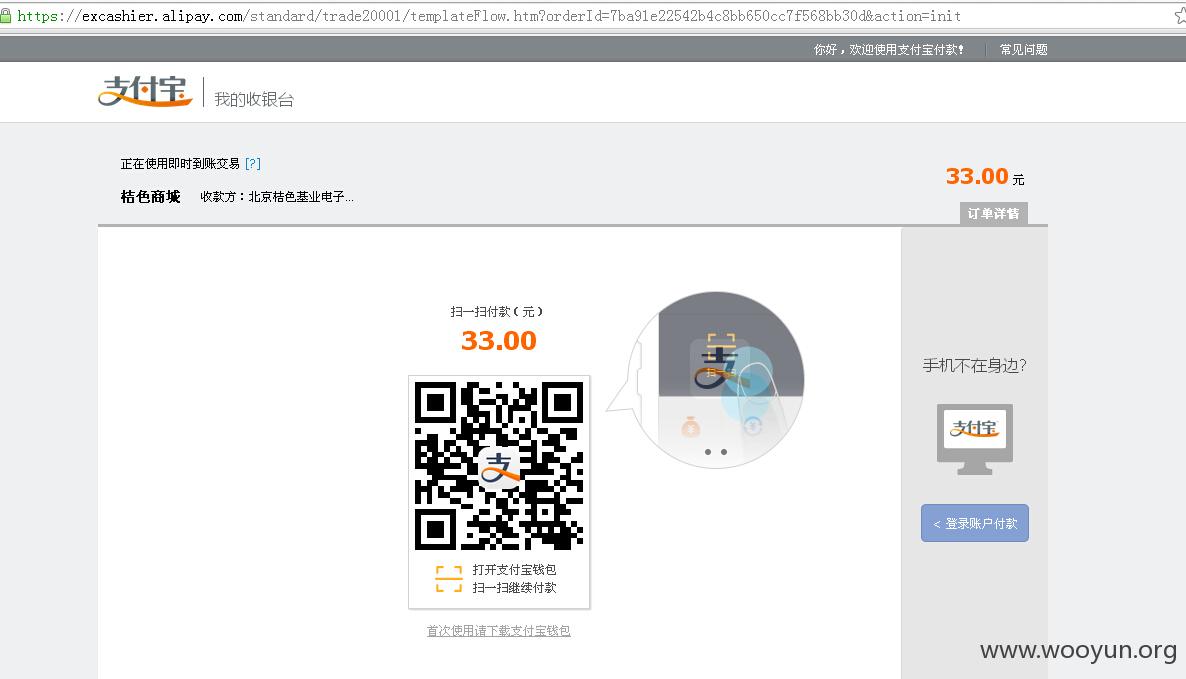 https://excashier.alipay.com/standard/trade20001/templateFlow.htm?orderId=7ba91e22542b4c8bb650cc7f568bb30d&action=init
你好，欢迎使用支付宝付款！ 常见问题
支付宝 我的收银台
正在使用即时到账交易 [?]
33.00 元
桔色商城 收款方：北京桔色基业电子...
订单详情
扫一扫付款（元）
33.00
支
支
手机不在身边？
支付宝
< 登录账户付款
打开支付宝钱包
扫一扫继续付款
首次使用请下载支付宝钱包
www.wooyun.org